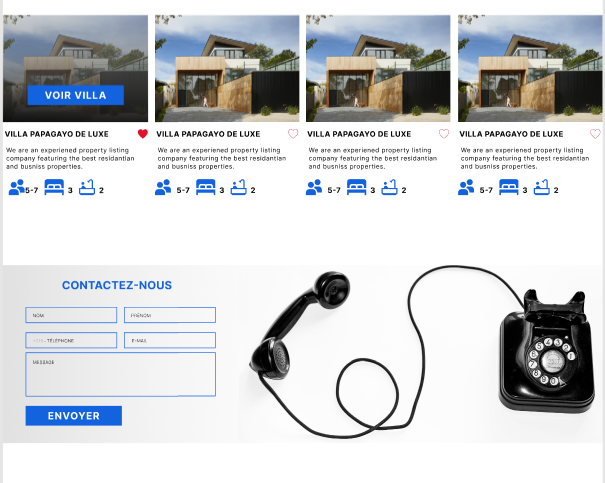 VOIR VILLA
VILLA PAPAGAYO DE LUXE
We are an experienced property listing
company featuring the best residantian
and busniss properties.
5-7 3 2
VILLA PAPAGAYO DE LUXE
We are an experienced property listing
company featuring the best residantian
and busniss properties.
5-7 3 2
VILLA PAPAGAYO DE LUXE
We are an experienced property listing
company featuring the best residantian
and busniss properties.
5-7 3 2
VILLA PAPAGAYO DE LUXE
We are an experienced property listing
company featuring the best residantian
and busniss properties.
5-7 3 2
CONTACTEZ-NOUS
NOM
PRÉNOM
TÉLÉPHONE
E-MAIL
MESSAGE
ENVOYER